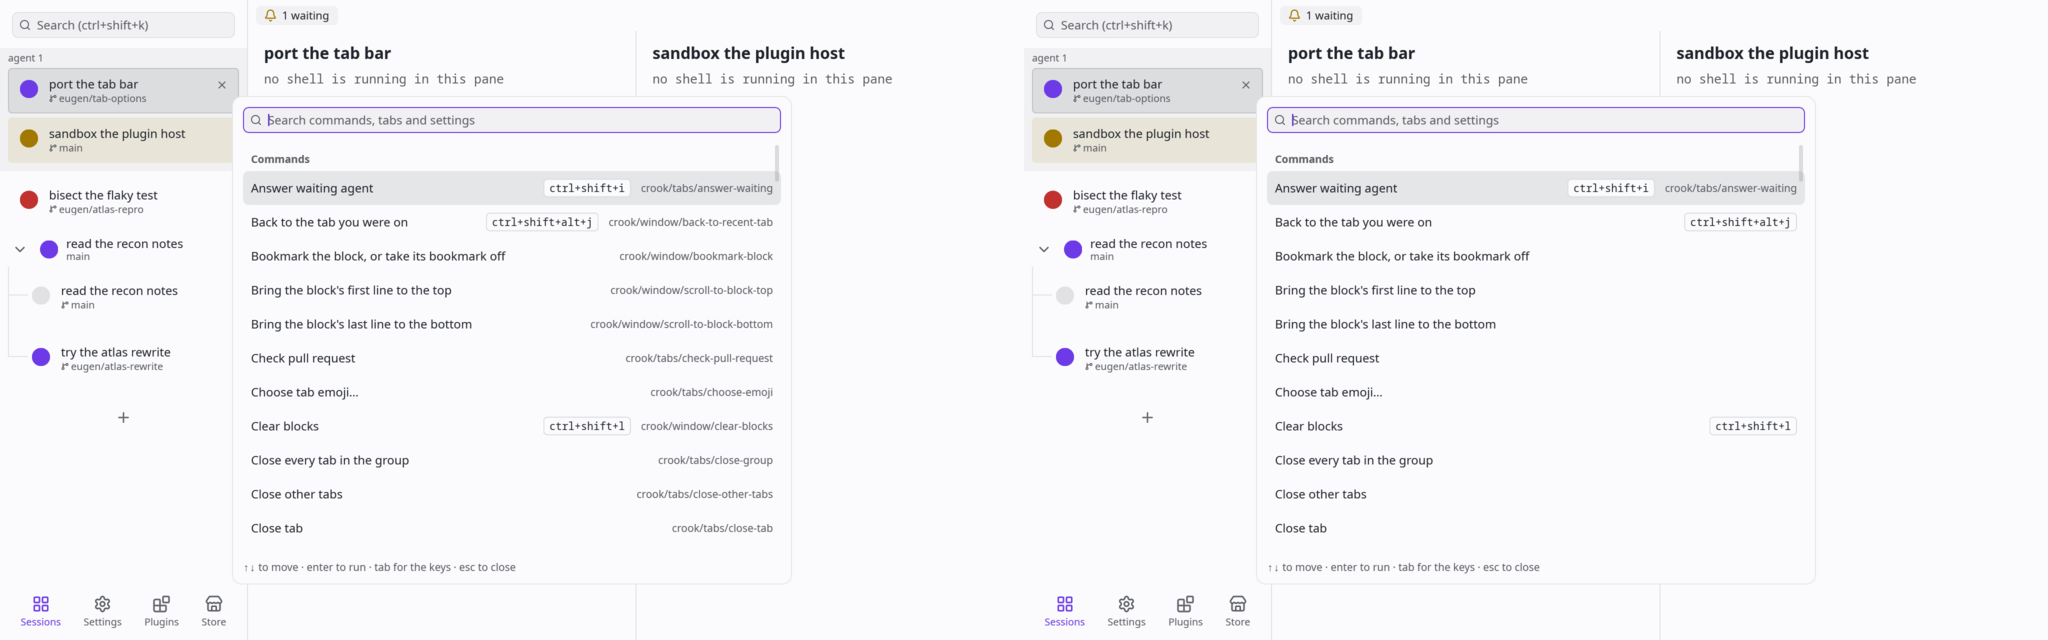 Search (ctrl+shift+k)
agent 1
port the tab bar
eugen/tab-options
sandbox the plugin host
main
bisect the flaky test
eugen/atlas-repro
read the recon notes
main
read the recon notes
main
try the atlas rewrite
eugen/atlas-rewrite
+
Sessions Settings Plugins Store
1 waiting
port the tab bar
no shell is running in this pane
sandbox the plugin host
no shell is running in this pane
Search commands, tabs and settings
Commands
Answer waiting agent ctrl+shift+i crook/tabs/answer-waiting
Back to the tab you were on ctrl+shift+alt+j crook/window/back-to-recent-tab
Bookmark the block, or take its bookmark off crook/window/bookmark-block
Bring the block's first line to the top crook/window/scroll-to-block-top
Bring the block's last line to the bottom crook/window/scroll-to-block-bottom
Check pull request crook/tabs/check-pull-request
Choose tab emoji... crook/tabs/choose-emoji
Clear blocks ctrl+shift+l crook/window/clear-blocks
Close every tab in the group crook/tabs/close-group
Close other tabs crook/tabs/close-other-tabs
Close tab crook/tabs/close-tab
↑↓ to move · enter to run · tab for the keys · esc to close
Search (ctrl+shift+k)
agent 1
port the tab bar
eugen/tab-options
sandbox the plugin host
main
bisect the flaky test
eugen/atlas-repro
read the recon notes
main
read the recon notes
main
try the atlas rewrite
eugen/atlas-rewrite
+
Sessions Settings Plugins Store
1 waiting
port the tab bar
no shell is running in this pane
sandbox the plugin host
no shell is running in this pane
Search commands, tabs and settings
Commands
Answer waiting agent ctrl+shift+i crook/tabs/answer-waiting
Back to the tab you were on ctrl+shift+alt+j
Bookmark the block, or take its bookmark off
Bring the block's first line to the top
Bring the block's last line to the bottom
Check pull request
Choose tab emoji...
Clear blocks ctrl+shift+l
Close every tab in the group
Close other tabs
Close tab
↑↓ to move · enter to run · tab for the keys · esc to close